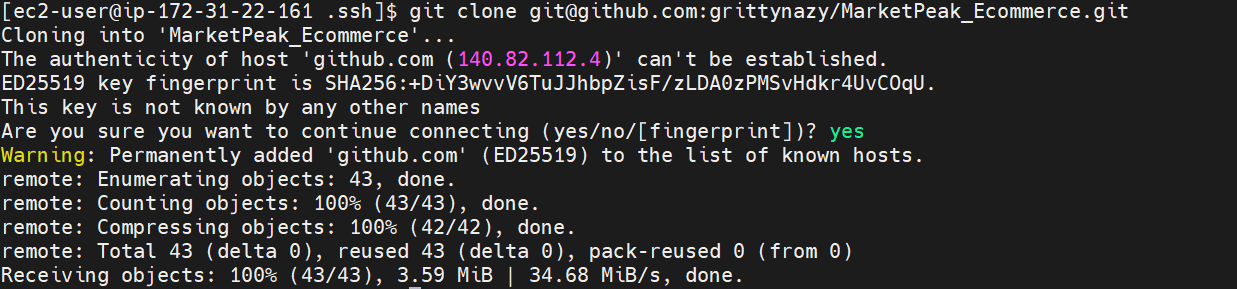 [ec2-user@ip-172-31-22-161 .ssh]$ git clone git@github.com:grittynazy/MarketPeak_Ecommerce.git
Cloning into 'MarketPeak_Ecommerce'...
The authenticity of host 'github.com (140.82.112.4)' can't be established.
ED25519 key fingerprint is SHA256:+DiY3wvvV6TuJJhbpZisF/zLDA0zPMSvHdkr4UvCOqU.
This key is not known by any other names
Are you sure you want to continue connecting (yes/no/[fingerprint])? yes
Warning: Permanently added 'github.com' (ED25519) to the list of known hosts.
remote: Enumerating objects: 43, done.
remote: Counting objects: 100% (43/43), done.
remote: Compressing objects: 100% (42/42), done.
remote: Total 43 (delta 0), reused 43 (delta 0), pack-reused 0 (from 0)
Receiving objects: 100% (43/43), 3.59 MiB | 34.68 MiB/s, done.